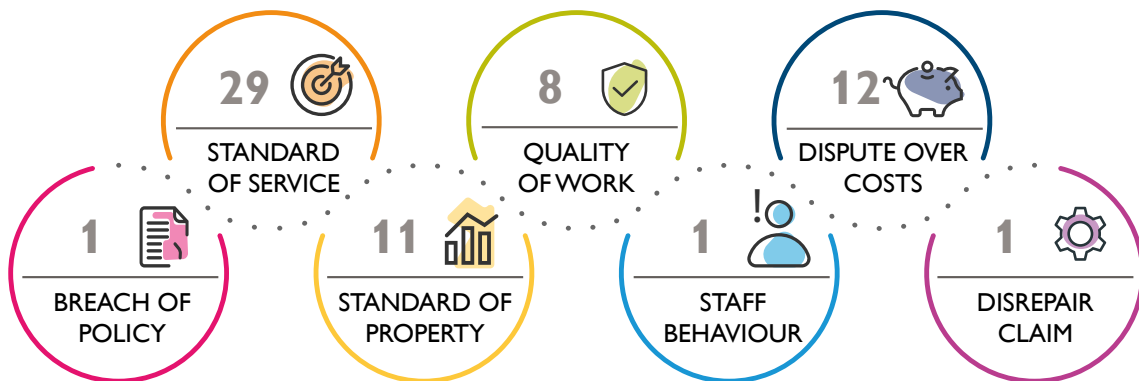 29
STANDARD
OF SERVICE
8
QUALITY
OF WORK
12
DISPUTE OVER
COSTS
1
BREACH OF
POLICY
11
STANDARD OF
PROPERTY
1
!
STAFF
BEHAVIOUR
1
DISREPAIR
CLAIM